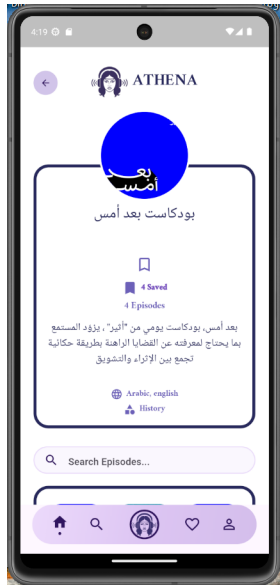 4:19
ATHENA
بعد
أمس
بودكاست بعد أمس
4 Saved
4 Episodes
بعد أمس، بودكاست يومي من "أثير" ، يزوّد المستمع
بما يحتاج لمعرفته عن القضايا الراهنة بطريقة حكائية
تجمع بين الإثراء والتشويق
Arabic, english
History
Search Episodes...